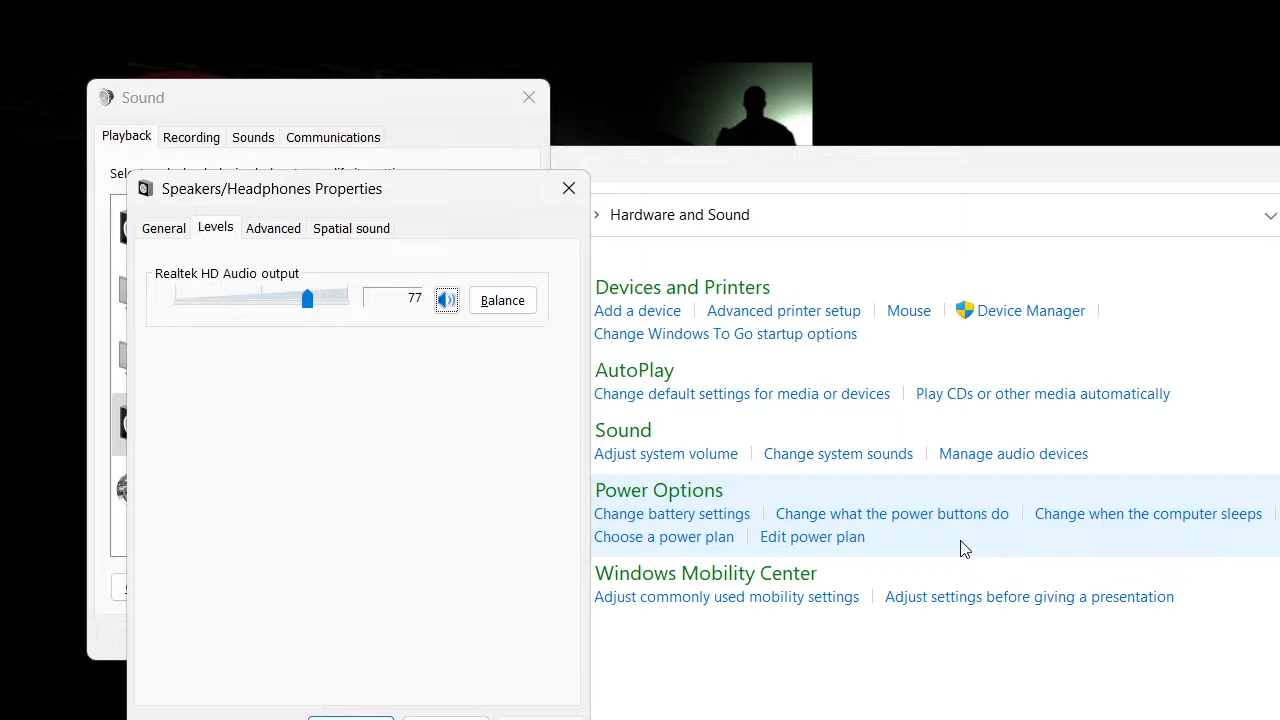 Sound
Playback Recording Sounds Communications
Speakers/Headphones Properties
General Levels Advanced Spatial sound
Realtek HD Audio output
77
Balance
› Hardware and Sound
Devices and Printers
Add a device Advanced printer setup Mouse Device Manager
Change Windows To Go startup options
AutoPlay
Change default settings for media or devices Play CDs or other media automatically
Sound
Adjust system volume Change system sounds Manage audio devices
Power Options
Change battery settings Change what the power buttons do Change when the computer sleeps
Choose a power plan Edit power plan
Windows Mobility Center
Adjust commonly used mobility settings Adjust settings before giving a presentation